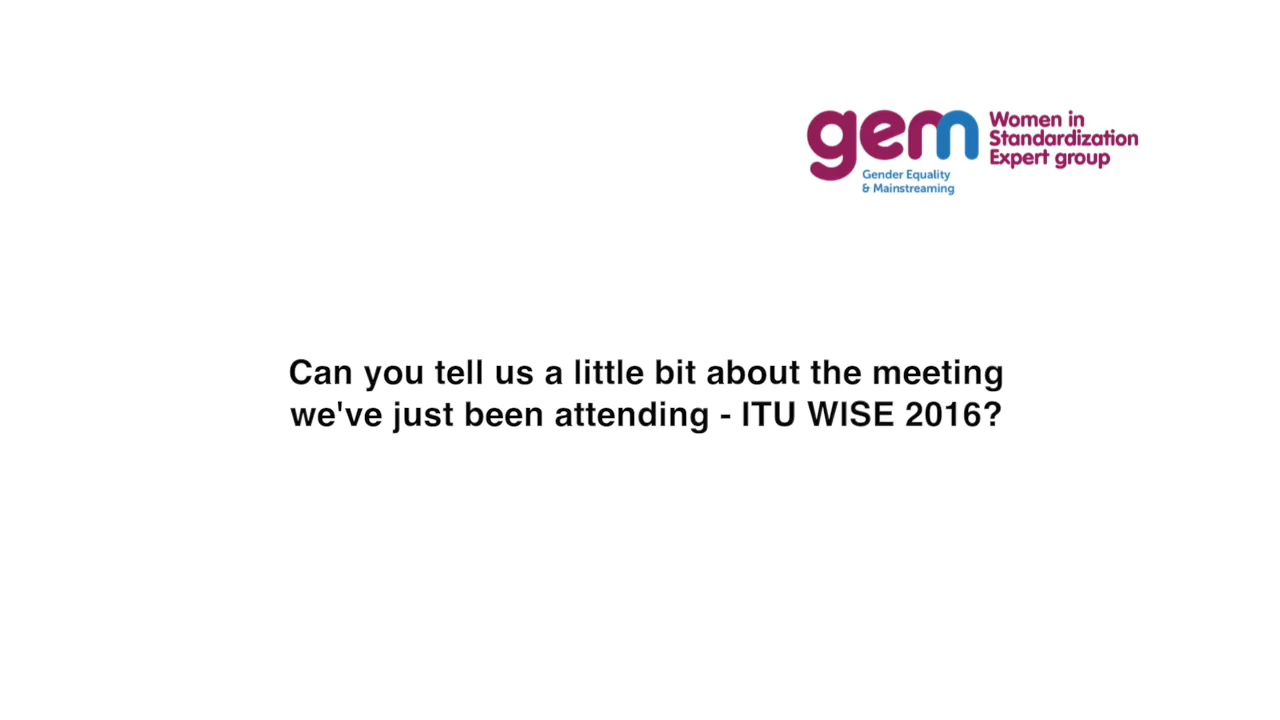 gem
Women in
Standardization
Expert group
Gender Equality
& Mainstreaming
Can you tell us a little bit about the meeting
we've just been attending - ITU WISE 2016?